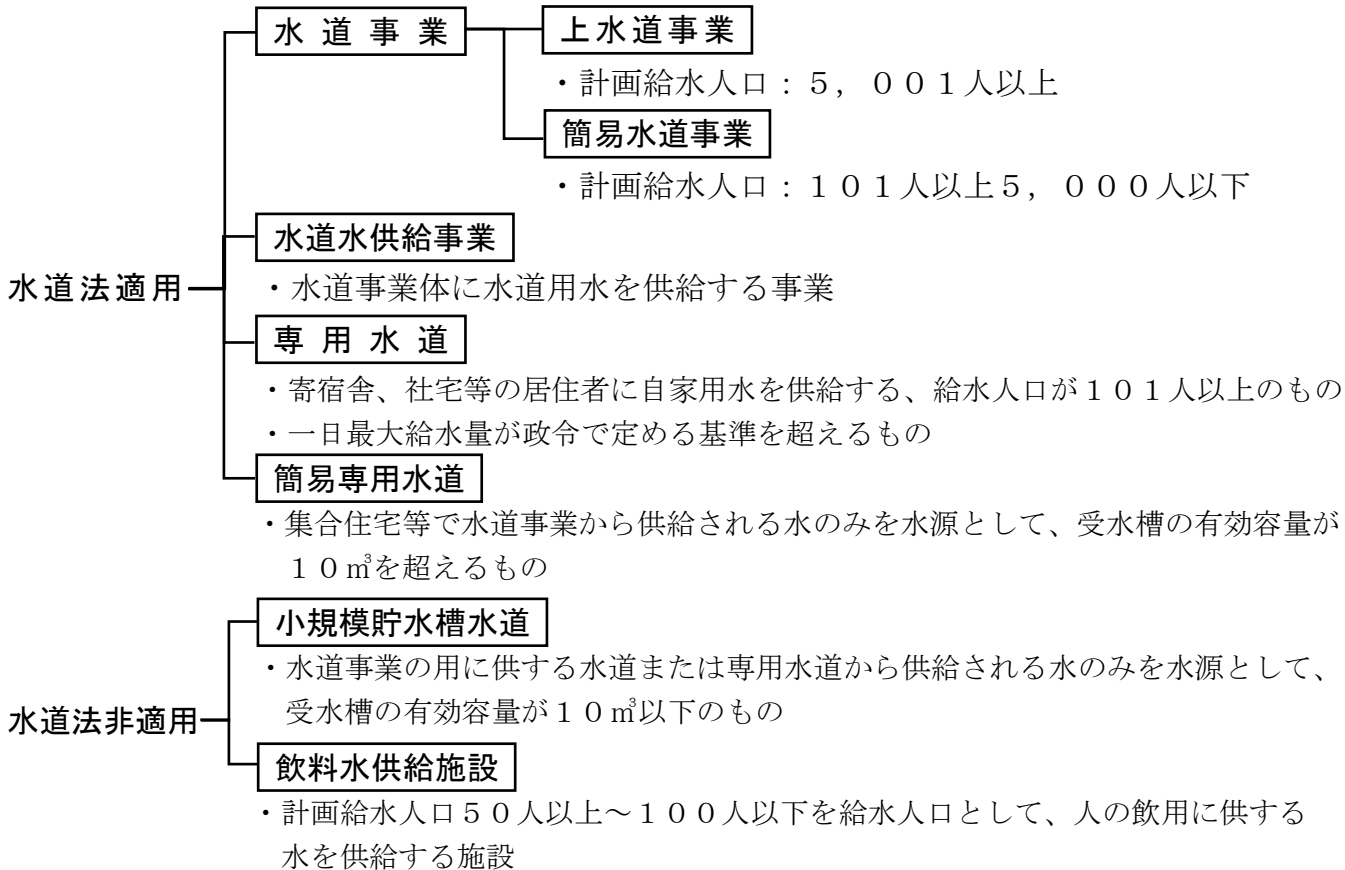 水道事業
上水道事業
・計画給水人口：５，００１人以上
簡易水道事業
・計画給水人口：１０１人以上５，０００人以下
水道水供給事業
水道法適用
・水道事業体に水道用水を供給する事業
専用水道
・寄宿舎、社宅等の居住者に自家用水を供給する、給水人口が１０１人以上のもの
・一日最大給水量が政令で定める基準を超えるもの
簡易専用水道
・集合住宅等で水道事業から供給される水のみを水源として、受水槽の有効容量が
１０㎥を超えるもの
小規模貯水槽水道
・水道事業の用に供する水道または専用水道から供給される水のみを水源として、
受水槽の有効容量が１０㎥以下のもの
水道法非適用
飲料水供給施設
・計画給水人口５０人以上～１００人以下を給水人口として、人の飲用に供する
水を供給する施設